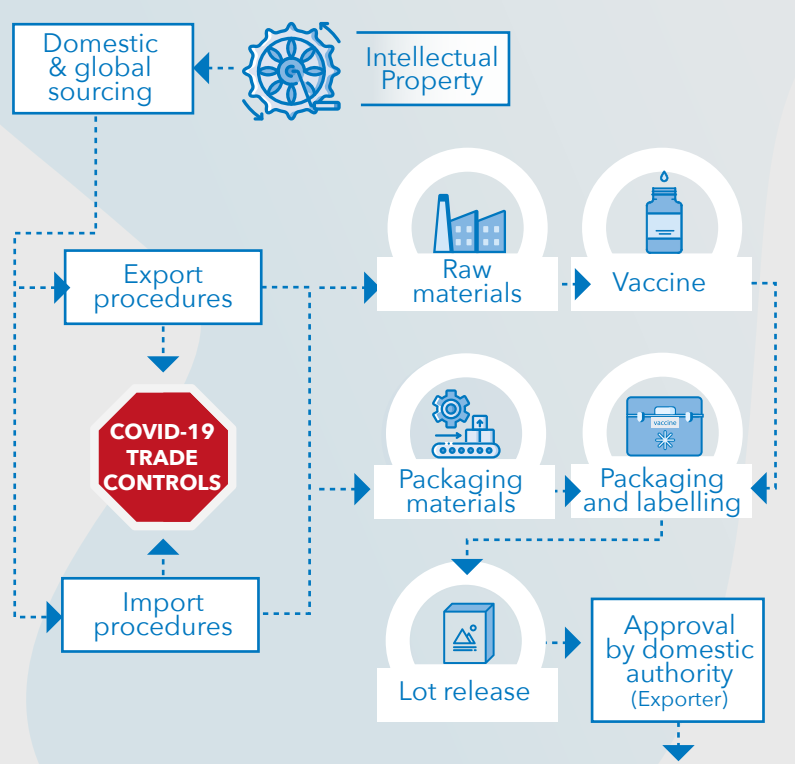 Domestic
& global
sourcing
Intellectual
Property
Export
procedures
Raw
materials
Vaccine
COVID-19
TRADE
CONTROLS
Packaging
materials
vaccine
Packaging
and labelling
Import
procedures
Lot release
Approval
by domestic
authority
(Exporter)